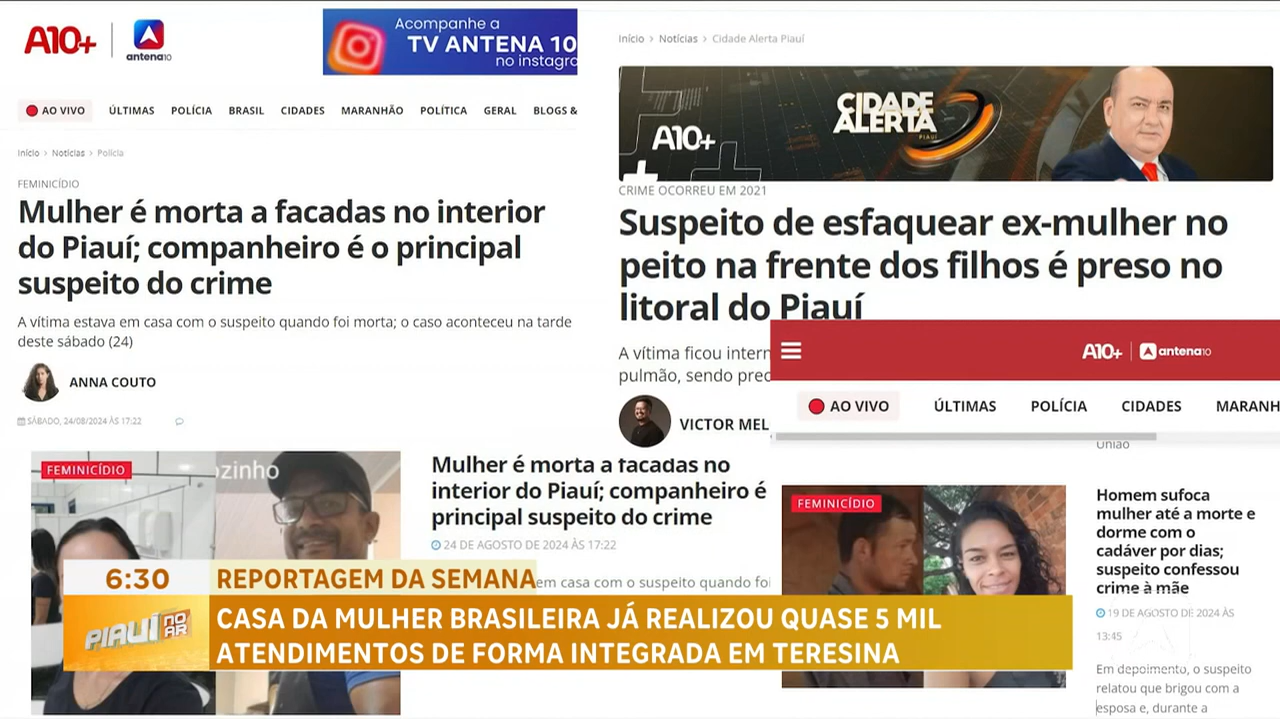 A10+
antena10
Acompanhe a
TV ANTENA 10
no instagra
AO VIVO ÚLTIMAS POLÍCIA BRASIL CIDADES MARANHÃO POLÍTICA GERAL BLOGS &
Início > Notícias > Polícia
FEMINICÍDIO
Mulher é morta a facadas no interior
do Piauí; companheiro é o principal
suspeito do crime
A vítima estava em casa com o suspeito quando foi morta; o caso aconteceu na tarde
deste sábado (24)
ANNA COUTO
SÁBADO, 24/08/2024 ÀS 17:22
Início > Notícias > Cidade Alerta Piauí
A10+
CIDADE
ALERTA
PIAUÍ
CRIME OCORREU EM 2021
Suspeito de esfaquear ex-mulher no
peito na frente dos filhos é preso no
litoral do Piauí
A vítima ficou intern
pulmão, sendo prec
VICTOR MEL
A10+ antena10
AO VIVO ÚLTIMAS POLÍCIA CIDADES MARANH
União
FEMINICÍDIO
ozinho
Mulher é morta a facadas no
interior do Piauí; companheiro é
principal suspeito do crime
24 DE AGOSTO DE 2024 ÀS 17:22
em casa com o suspeito quando foi
FEMINICÍDIO
Homem sufoca
mulher até a morte e
dorme com o
cadáver por dias;
suspeito confessou
crime à mãe
19 DE AGOSTO DE 2024 ÀS
13:45
Em depoimento, o suspeito
relatou que brigou com a
esposa e, durante a
6:30
REPORTAGEM DA SEMANA
PIAUÍ NO AR
CASA DA MULHER BRASILEIRA JÁ REALIZOU QUASE 5 MIL
ATENDIMENTOS DE FORMA INTEGRADA EM TERESINA